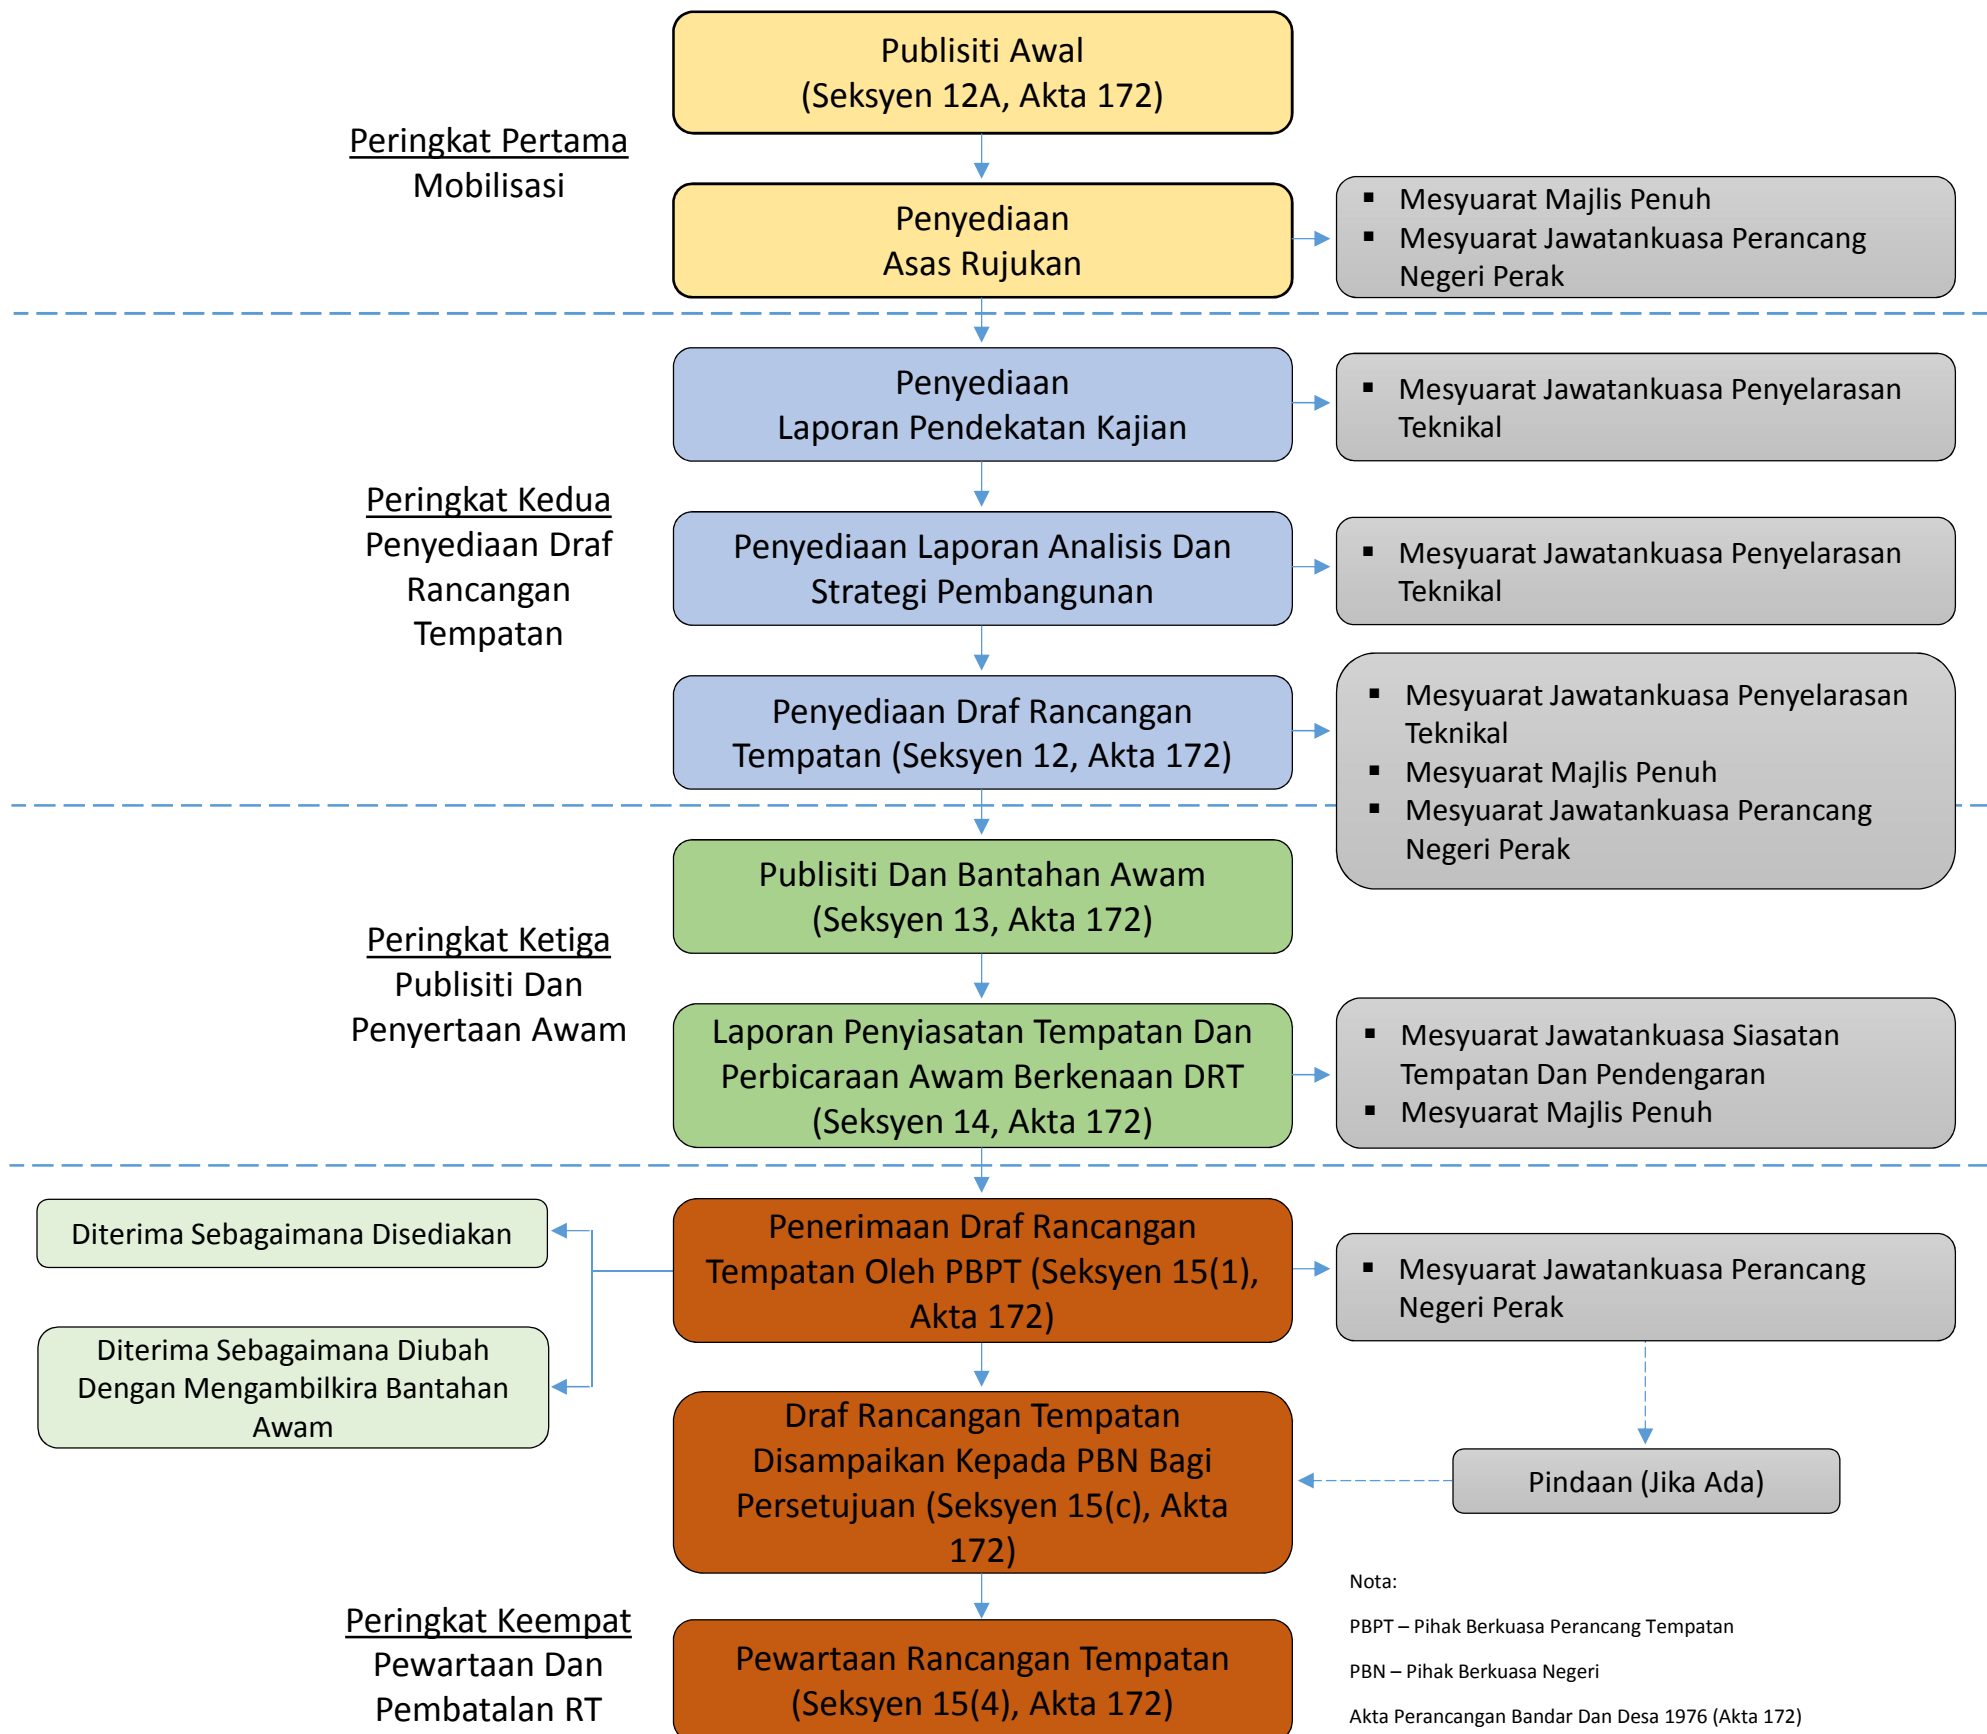 Publisiti Awal
(Seksyen 12A, Akta 172)
Peringkat Pertama
Mobilisasi
Penyediaan
Asas Rujukan
▪ Mesyuarat Majlis Penuh
▪ Mesyuarat Jawatankuasa Perancang
Negeri Perak
Penyediaan
Laporan Pendekatan Kajian
▪ Mesyuarat Jawatankuasa Penyelarasan
Teknikal
Peringkat Kedua
Penyediaan Draf
Rancangan
Tempatan
Penyediaan Laporan Analisis Dan
Strategi Pembangunan
▪ Mesyuarat Jawatankuasa Penyelarasan
Teknikal
Penyediaan Draf Rancangan
Tempatan (Seksyen 12, Akta 172)
▪ Mesyuarat Jawatankuasa Penyelarasan
Teknikal
▪ Mesyuarat Majlis Penuh
▪ Mesyuarat Jawatankuasa Perancang
Negeri Perak
Publisiti Dan Bantahan Awam
(Seksyen 13, Akta 172)
Peringkat Ketiga
Publisiti Dan
Penyertaan Awam
Laporan Penyiasatan Tempatan Dan
Perbicaraan Awam Berkenaan DRT
(Seksyen 14, Akta 172)
▪ Mesyuarat Jawatankuasa Siasatan
Tempatan Dan Pendengaran
▪ Mesyuarat Majlis Penuh
Diterima Sebagaimana Disediakan
Penerimaan Draf Rancangan
Tempatan Oleh PBPT (Seksyen 15(1),
Akta 172)
▪ Mesyuarat Jawatankuasa Perancang
Negeri Perak
Diterima Sebagaimana Diubah
Dengan Mengambilkira Bantahan
Awam
Draf Rancangan Tempatan
Disampaikan Kepada PBN Bagi
Persetujuan (Seksyen 15(c), Akta
172)
Pindaan (Jika Ada)
Peringkat Keempat
Pewartaan Dan
Pembatalan RT
Pewartaan Rancangan Tempatan
(Seksyen 15(4), Akta 172)
Nota:
PBPT – Pihak Berkuasa Perancang Tempatan
PBN – Pihak Berkuasa Negeri
Akta Perancangan Bandar Dan Desa 1976 (Akta 172)